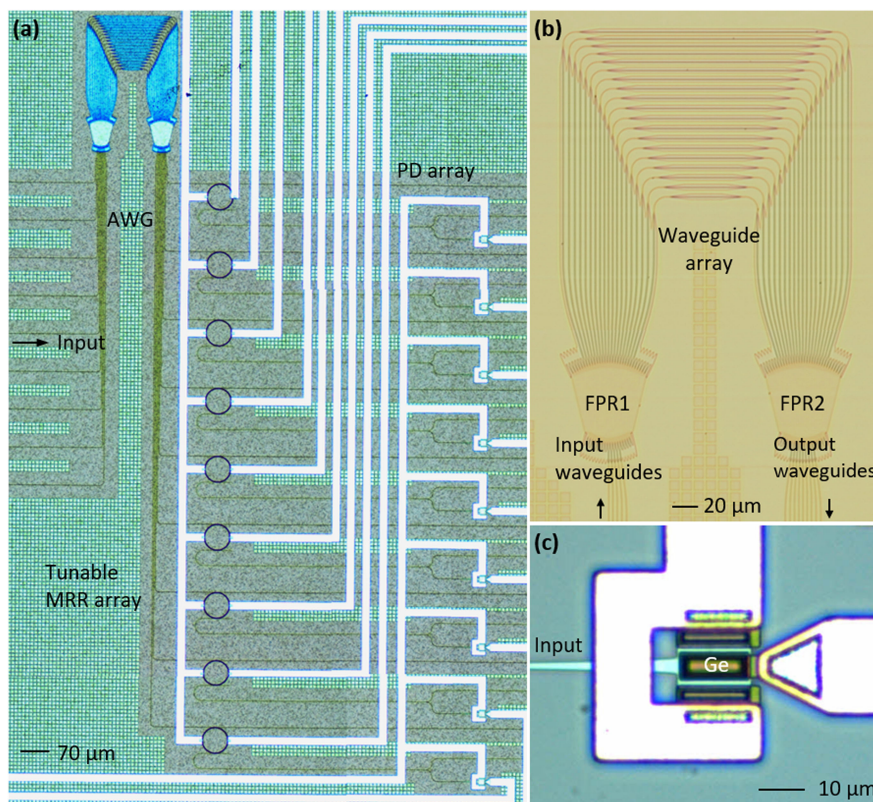 (a)
PD array
AWG
Input
Tunable
MRR array
70 µm
(b)
Waveguide
array
FPR1
FPR2
Input
waveguides
Output
waveguides
20 µm
(c)
Input
Ge
10 µm